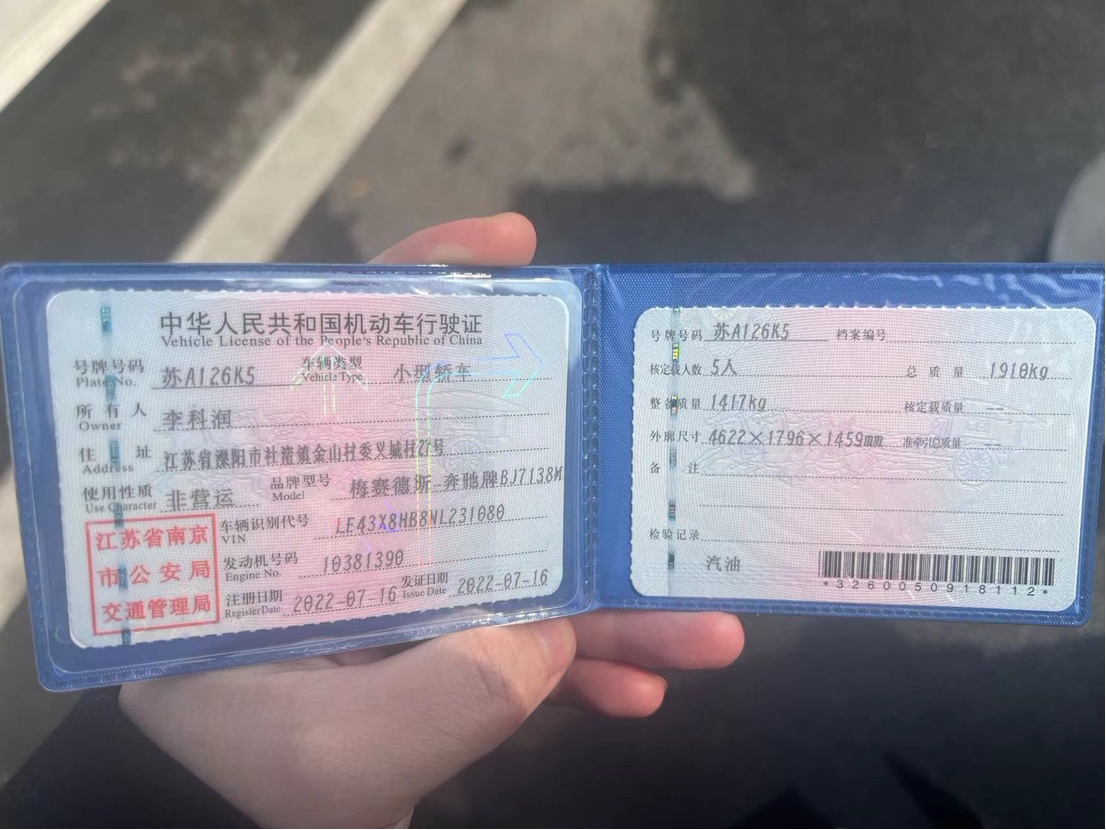 中华人民共和国机动车行驶证
Vehicle License of the People's Republic of China
号牌号码 苏A126K5 车辆类型 小型轿车
Plate No. Vehicle Type
所有人 李科润
Owner
住址 江苏省溧阳市社渚镇金山村委义城村27号
Address
使用性质 非营运 品牌型号 梅赛德斯-奔驰牌BJ7138
Use Character Model
车辆识别代号 LE43X8HB8NL231080
VIN
发动机号码 10381390
Engine No.
注册日期 2022-07-16 发证日期 2022-07-16
Register Date Issue Date
江苏省南京
市公安局
交通管理局
号牌号码 苏A126K5 档案编号
核定载人数 5人 总质量 1910kg
整备质量 1417kg 核定载质量 --
外廓尺寸 4622×1796×1459mm 准牵引总质量 --
备注
检验记录
汽油
*3260050918112*